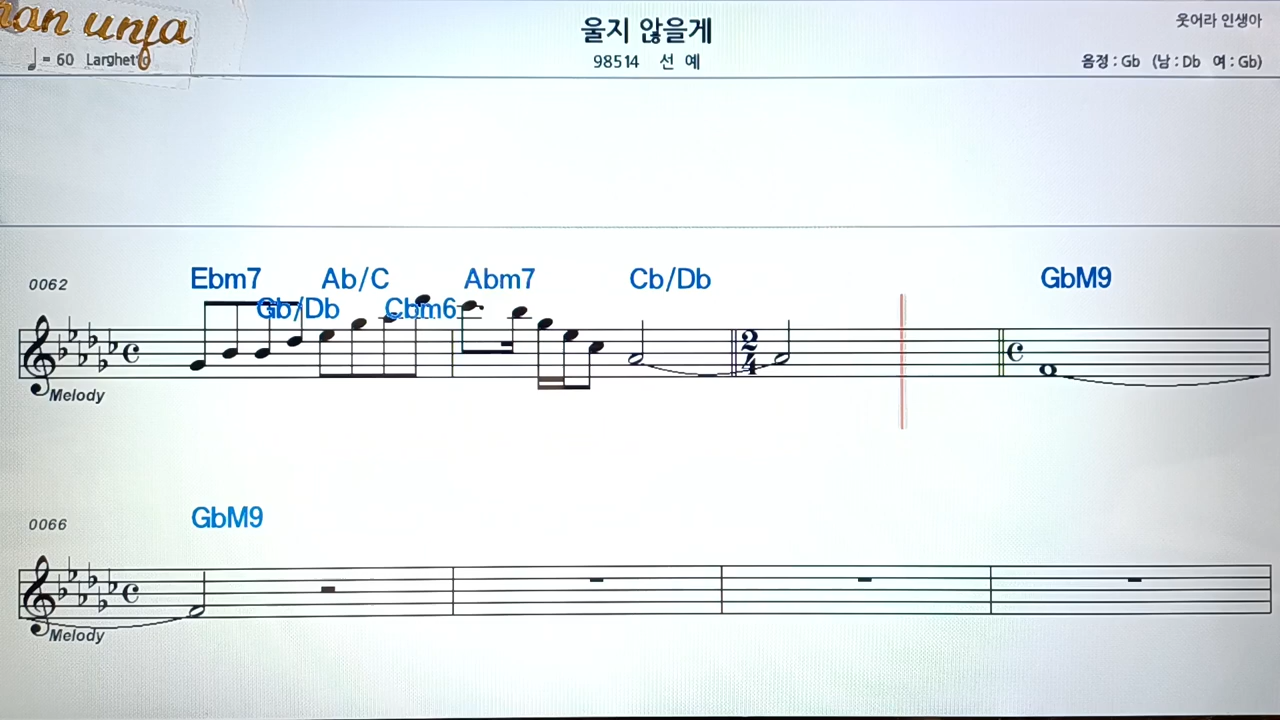 unja
울지 않을게
웃어라 인생아
= 60 Larghetto
98514 선 예
음정 : Gb (남 : Db 여 : Gb)
0062
Ebm7 Ab/C Abm7 Cb/Db GbM9
Gb/Db Cbm6
2
4
Melody
0066
GbM9
Melody